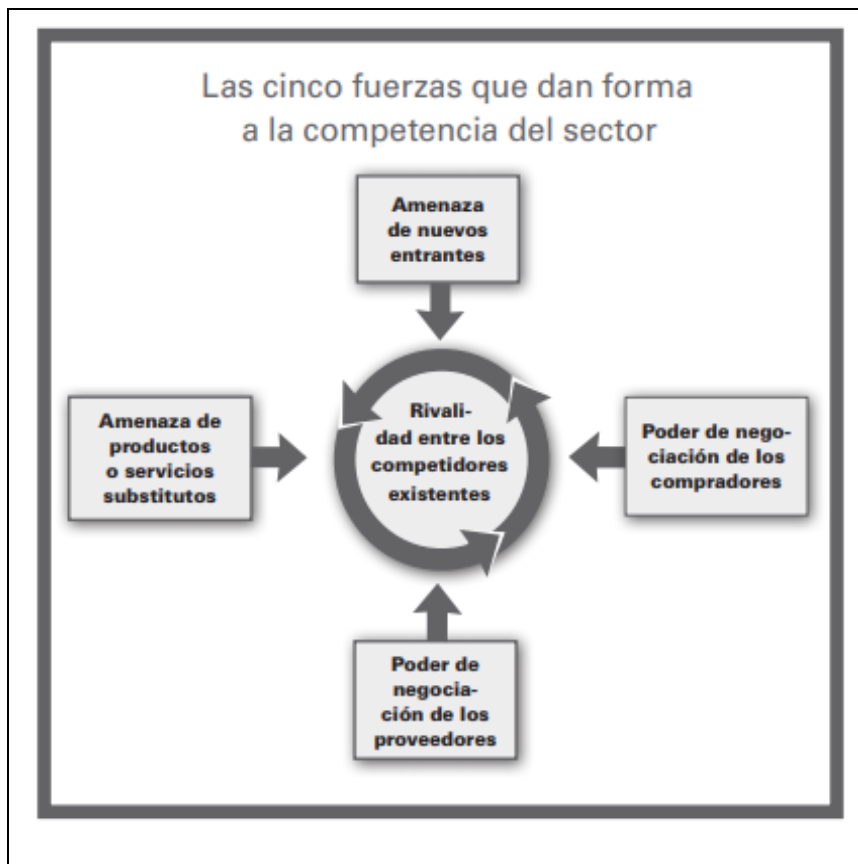 Las cinco fuerzas que dan forma
a la competencia del sector
Amenaza
de nuevos
entrantes
Amenaza de
productos
o servicios
substitutos
Rivali-
dad entre los
competidores
existentes
Poder de nego-
ciación de los
compradores
Poder de
negocia-
ción de los
proveedores